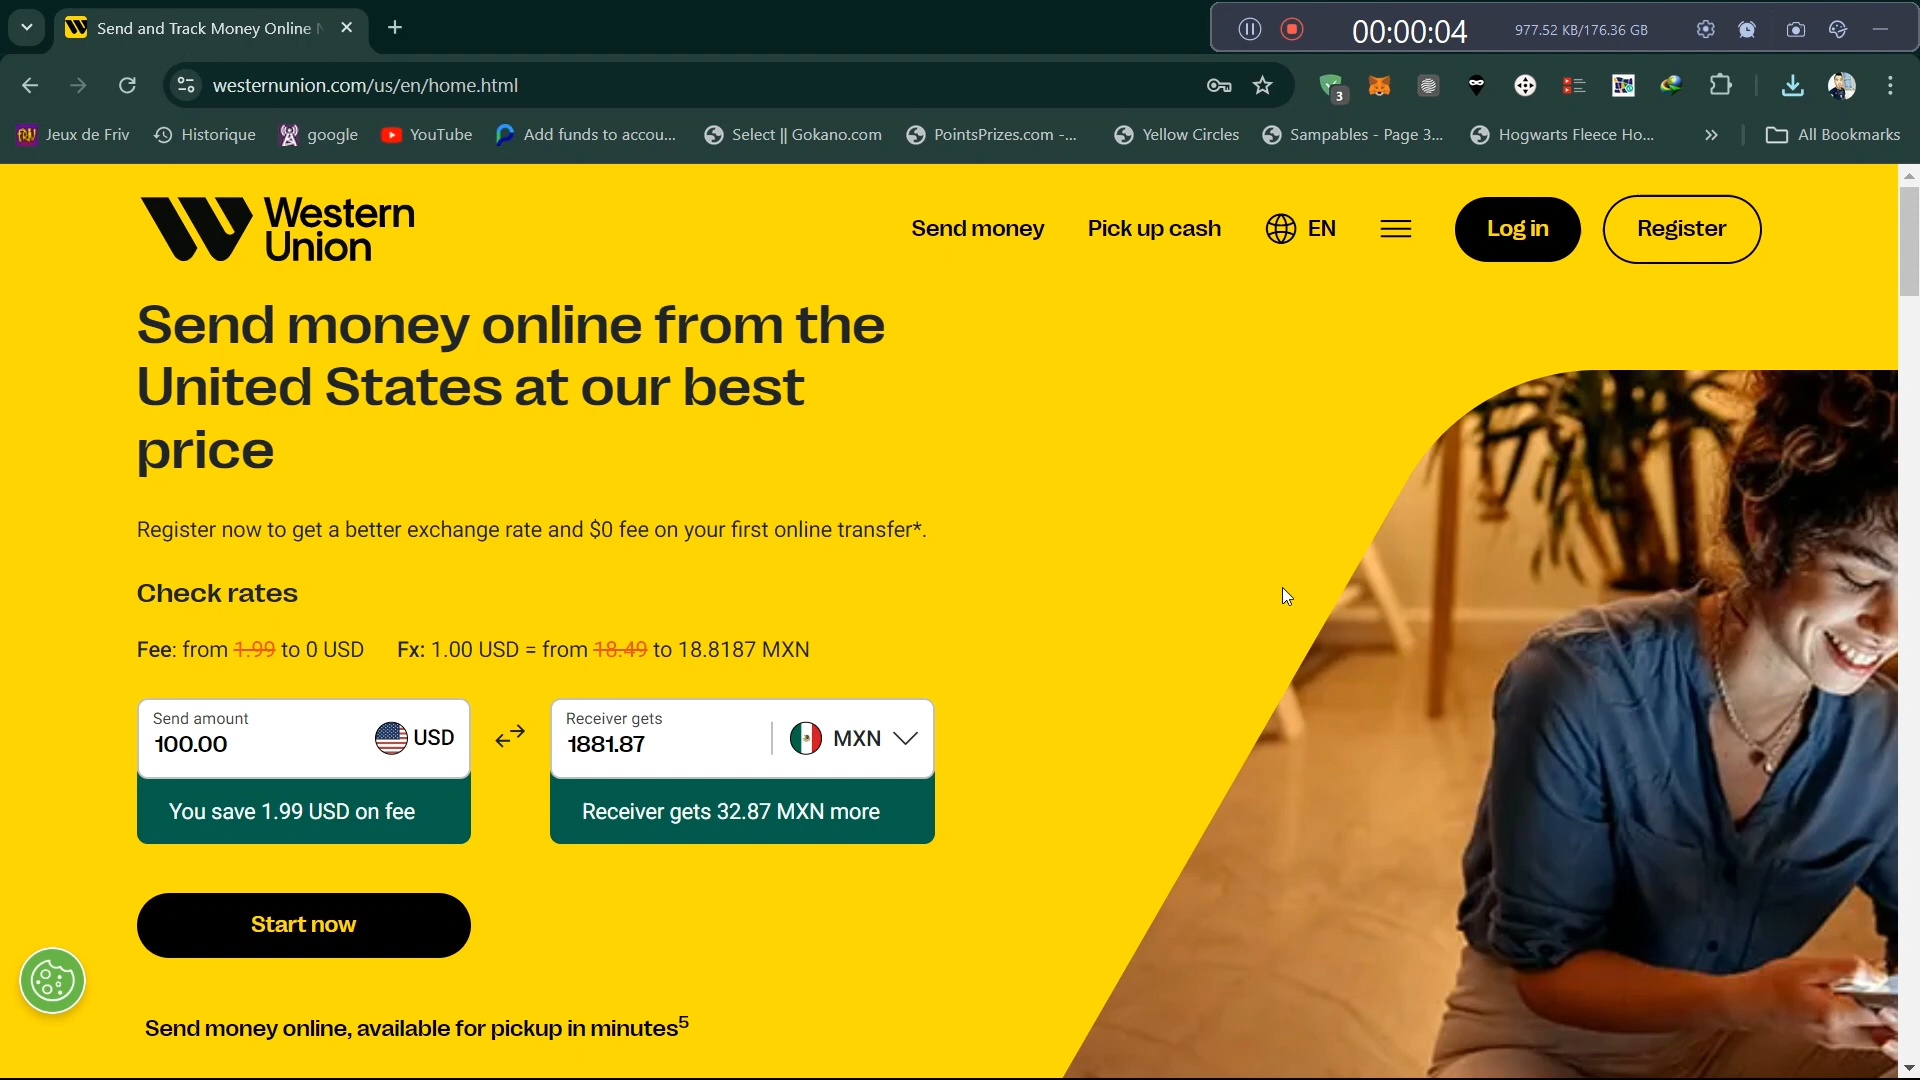 Send and Track Money Online
00:00:04
977.52 KB/176.36 GB
westernunion.com/us/en/home.html
3
Jeux de Friv
Historique
google
YouTube
Add funds to accou...
Select || Gokano.com
PointsPrizes.com -...
Yellow Circles
Sampables - Page 3...
Hogwarts Fleece Ho...
All Bookmarks
Western
Union
Send money
Pick up cash
EN
Log in
Register
Send money online from the
United States at our best
price
Register now to get a better exchange rate and $0 fee on your first online transfer*.
Check rates
Fee: from 1.99 to 0 USD Fx: 1.00 USD = from 18.49 to 18.8187 MXN
Send amount
100.00
USD
Receiver gets
1881.87
MXN
You save 1.99 USD on fee
Receiver gets 32.87 MXN more
Start now
Send money online, available for pickup in minutes5